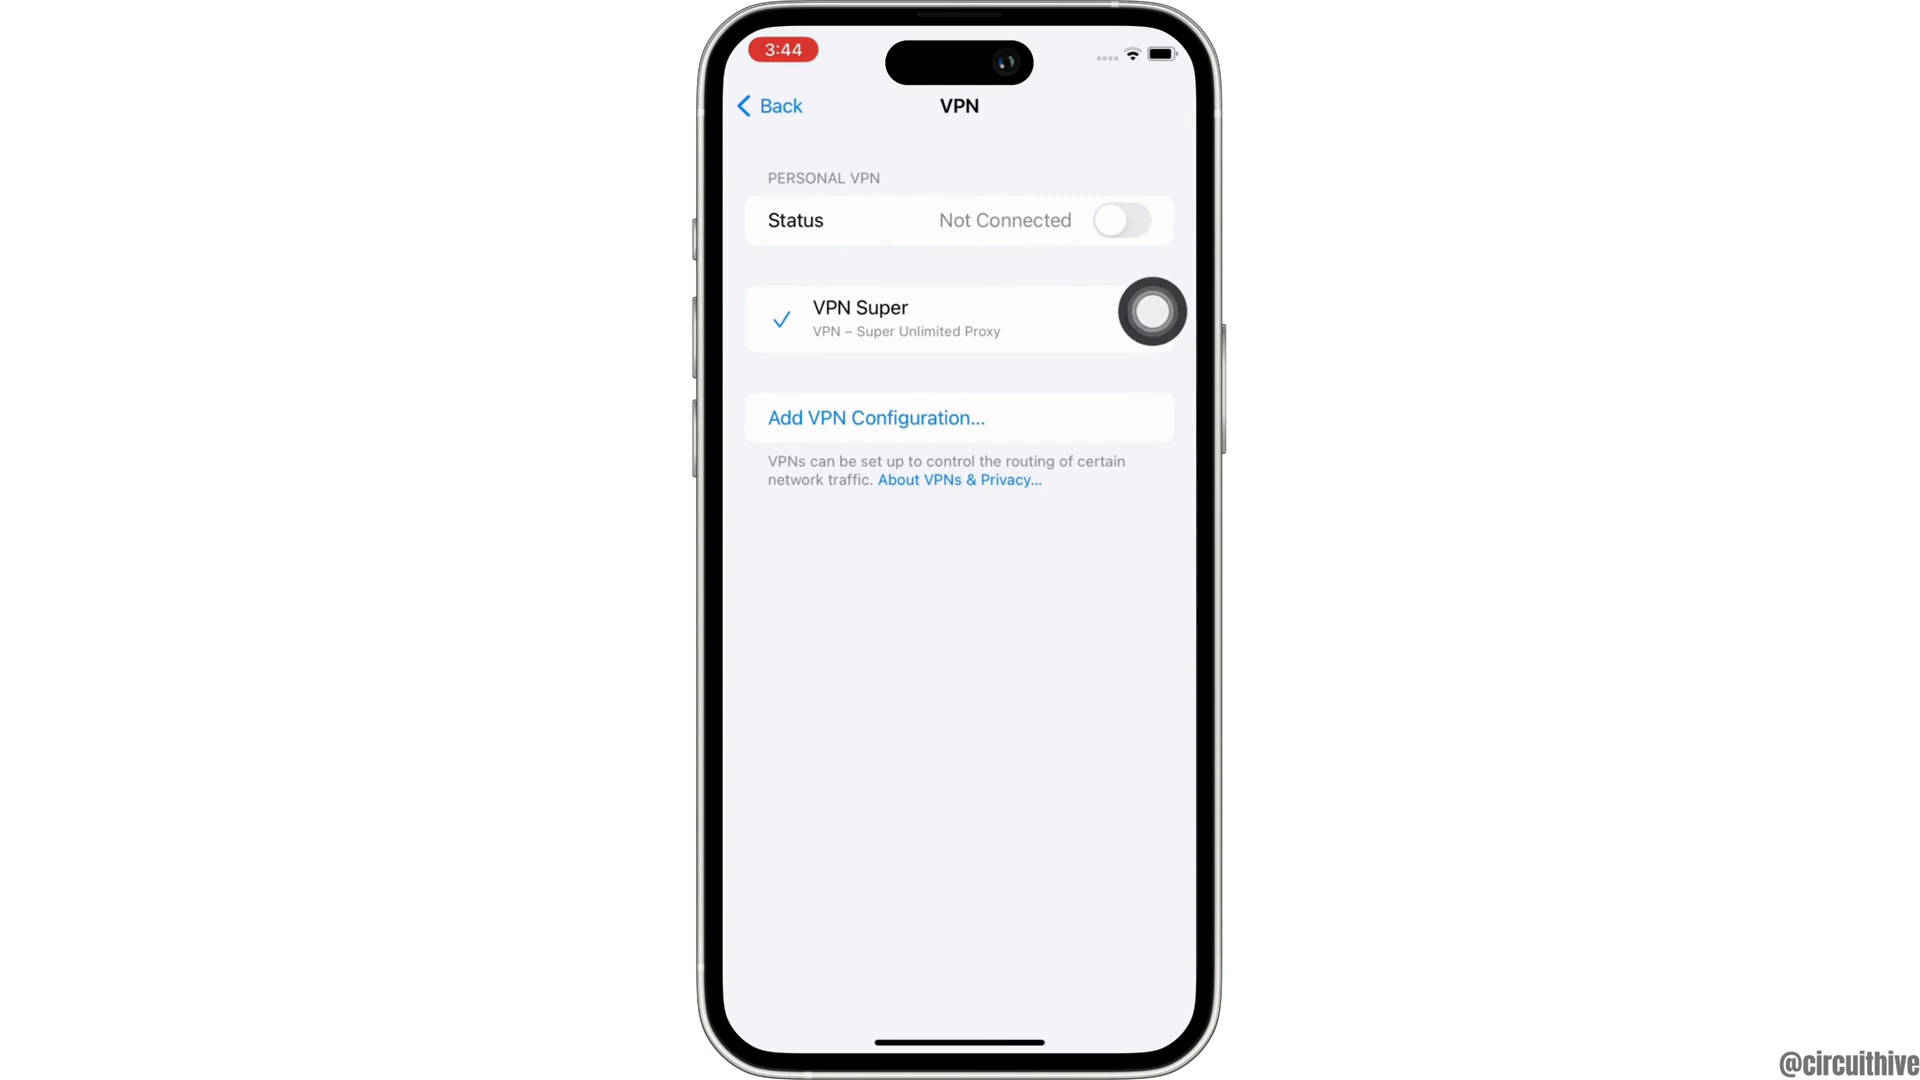 3:44
Back
VPN
PERSONAL VPN
Status Not Connected
VPN Super
VPN – Super Unlimited Proxy
Add VPN Configuration...
VPNs can be set up to control the routing of certain
network traffic. About VPNs & Privacy...
@circuithive